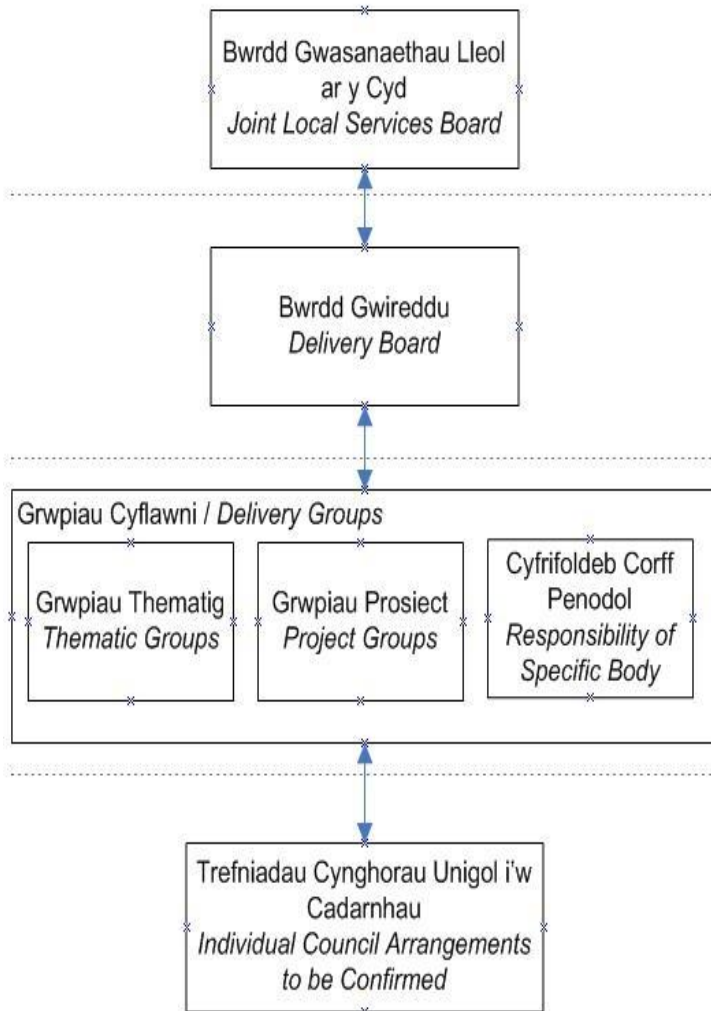 Bwrdd Gwasanaethau Lleol
ar y Cyd
Joint Local Services Board
Bwrdd Gwireddu
Delivery Board
Grwpiau Cyflawni / Delivery Groups
Grwpiau Thematig
Thematic Groups
Grwpiau Prosiect
Project Groups
Cyfrifoldeb Corff
Penodol
Responsibility of
Specific Body
Trefniadau Cynghorau Unigol i'w
Cadarnhau
Individual Council Arrangements
to be Confirmed